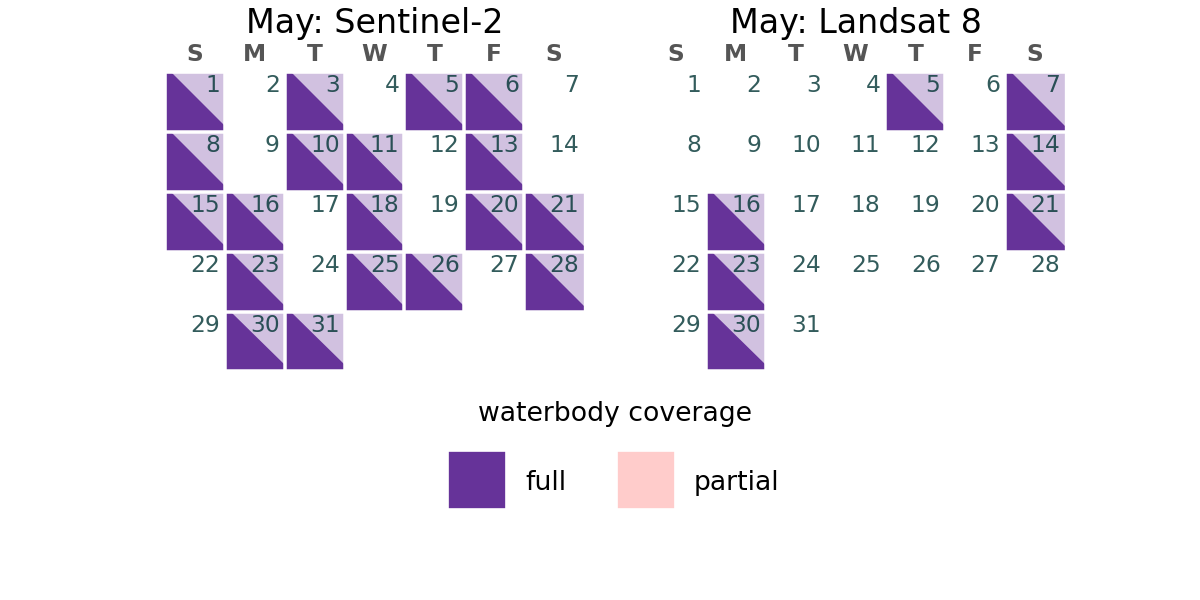 May: Sentinel-2
S M T W T F S
1 2 3 4 5 6 7
8 9 10 11 12 13 14
15 16 17 18 19 20 21
22 23 24 25 26 27 28
29 30 31
May: Landsat 8
S M T W T F S
1 2 3 4 5 6 7
8 9 10 11 12 13 14
15 16 17 18 19 20 21
22 23 24 25 26 27 28
29 30 31
waterbody coverage
full partial